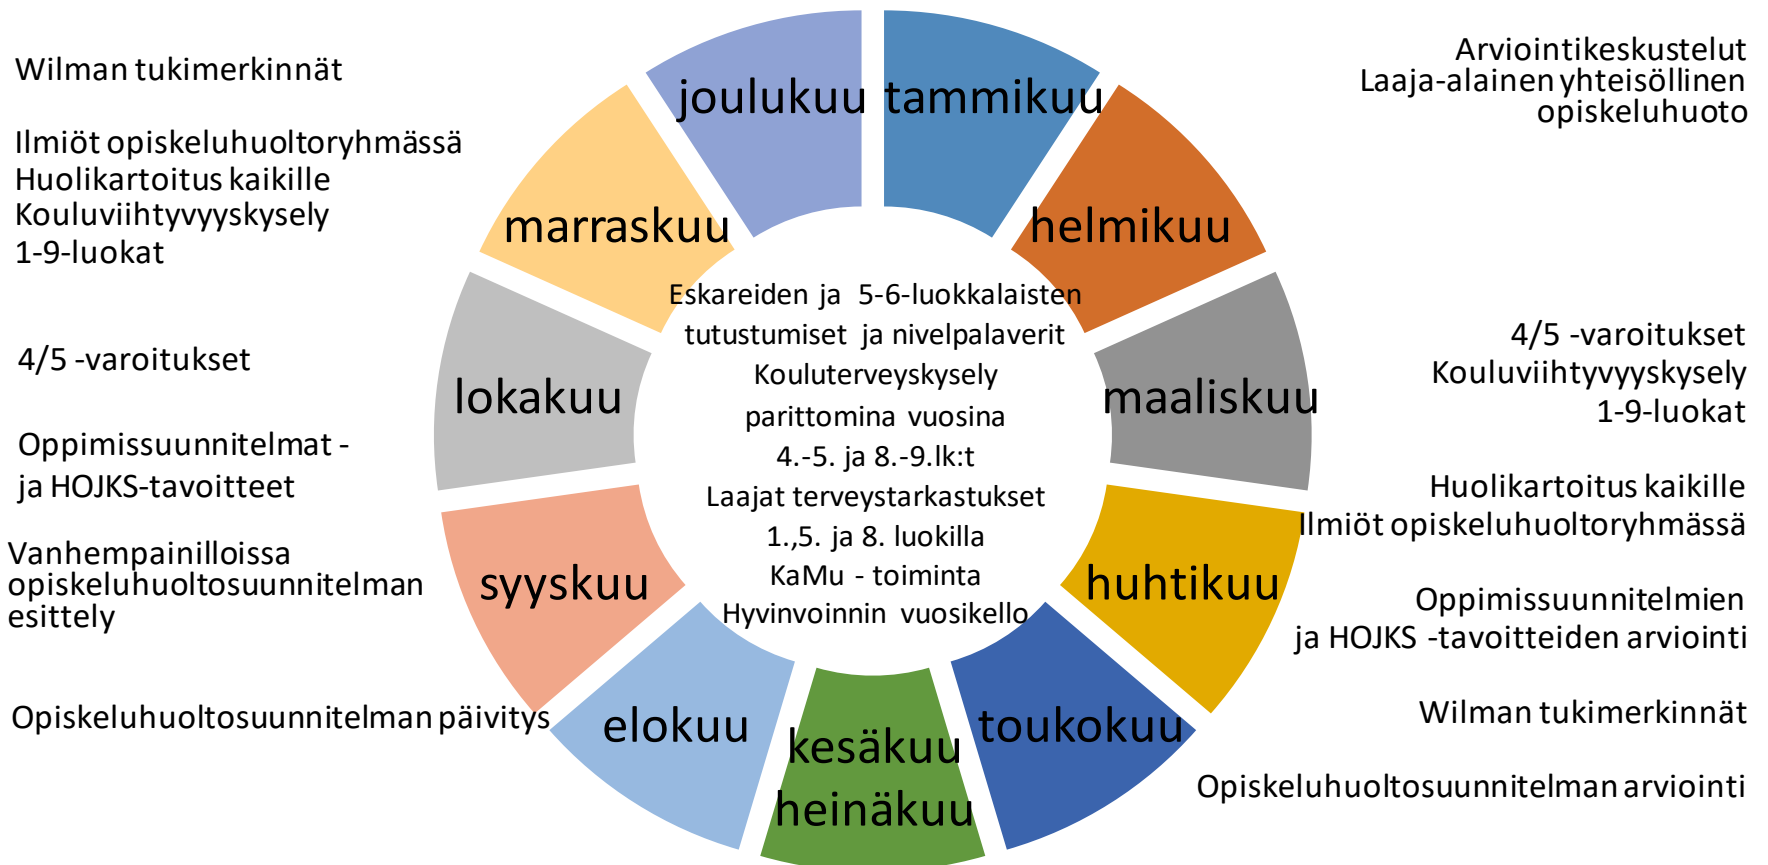 Wilman tukimerkinnät
Ilmiöt opiskeluhuoltoryhmässä
Huolikartoitus kaikille
Kouluviihtyvyyskysely
1-9-luokat
4/5 -varoitukset
Oppimissuunnitelmat -
ja HOJKS-tavoitteet
Vanhempainilloissa
opiskeluhuoltosuunnitelman
esittely
Opiskeluhuoltosuunnitelman päivitys
joulukuu
tammikuu
marraskuu
helmikuu
lokakuu
maaliskuu
syyskuu
huhtikuu
elokuu
kesäkuu
heinäkuu
toukokuu
Eskareiden ja 5-6-luokkalaisten
tutustumiset ja nivelpalaverit
Kouluterveyskysely
parittomina vuosina
4.-5. ja 8.-9.lk:t
Laajat terveystarkastukset
1.,5. ja 8. luokilla
KaMu - toiminta
Hyvinvoinnin vuosikello
Arviointikeskustelut
Laaja-alainen yhteisöllinen
opiskeluhuoto
4/5 -varoitukset
Kouluviihtyvyyskysely
1-9-luokat
Huolikartoitus kaikille
Ilmiöt opiskeluhuoltoryhmässä
Oppimissuunnitelmien
ja HOJKS -tavoitteiden arviointi
Wilman tukimerkinnät
Opiskeluhuoltosuunnitelman arviointi